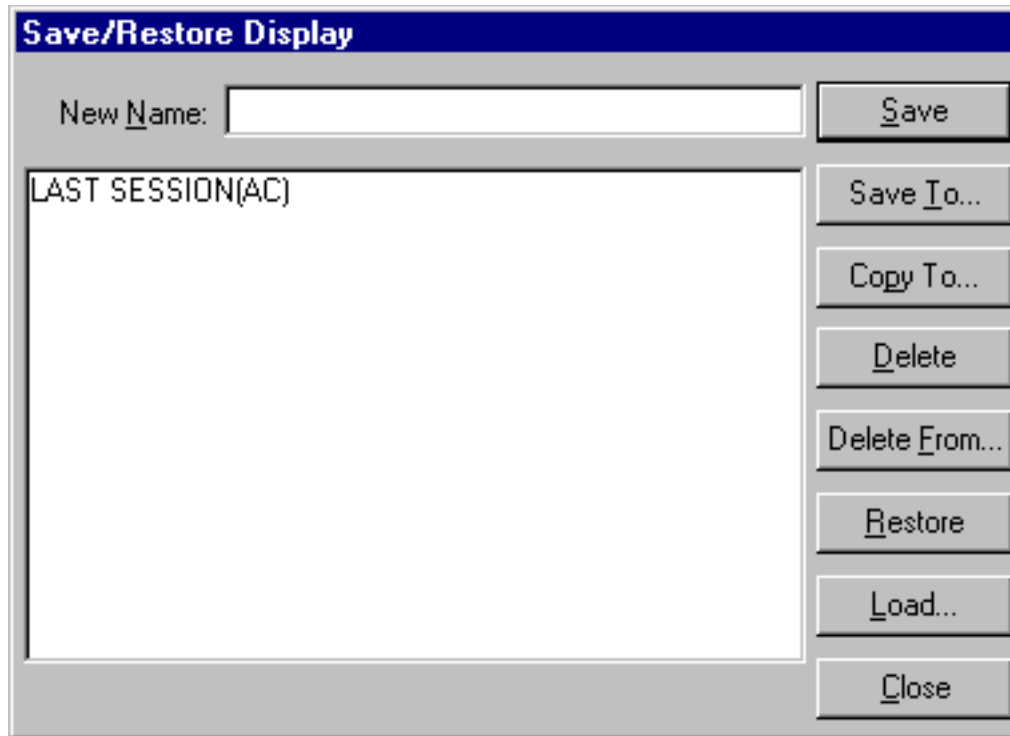 Save/Restore Display
New Name:
Save
LAST SESSION(AC)
Save To...
Copy To...
Delete
Delete From...
Restore
Load...
Close